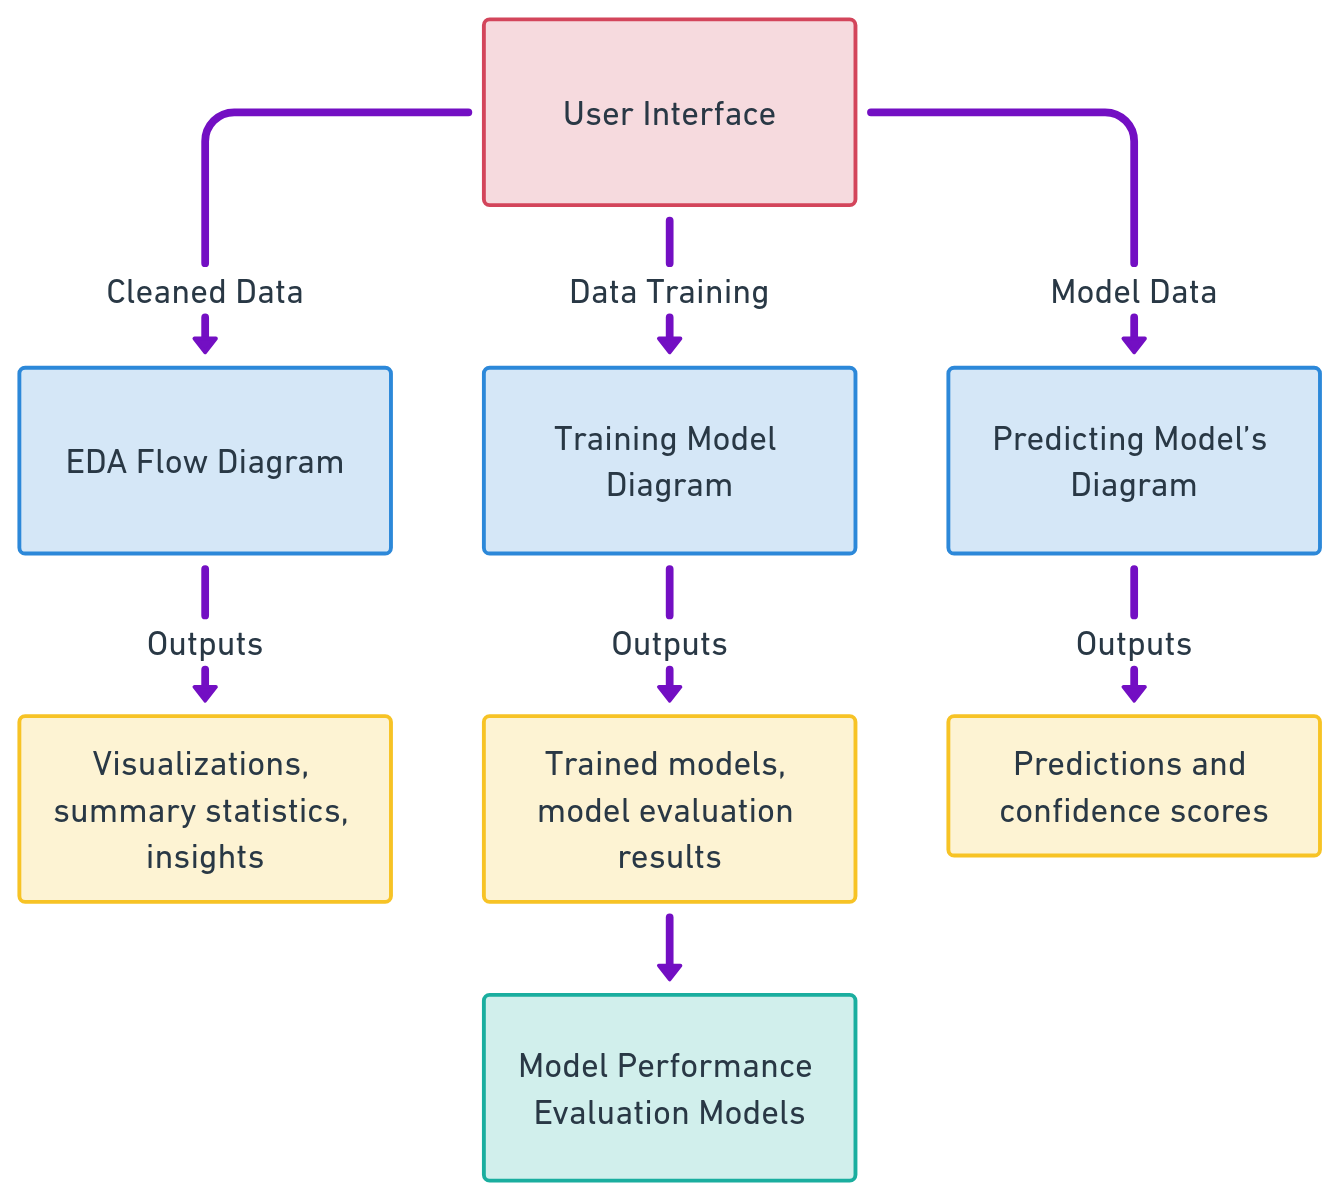 User Interface
Cleaned Data
Data Training
Model Data
EDA Flow Diagram
Training Model
Diagram
Predicting Model’s
Diagram
Outputs
Outputs
Outputs
Visualizations,
summary statistics,
insights
Trained models,
model evaluation
results
Predictions and
confidence scores
Model Performance
Evaluation Models